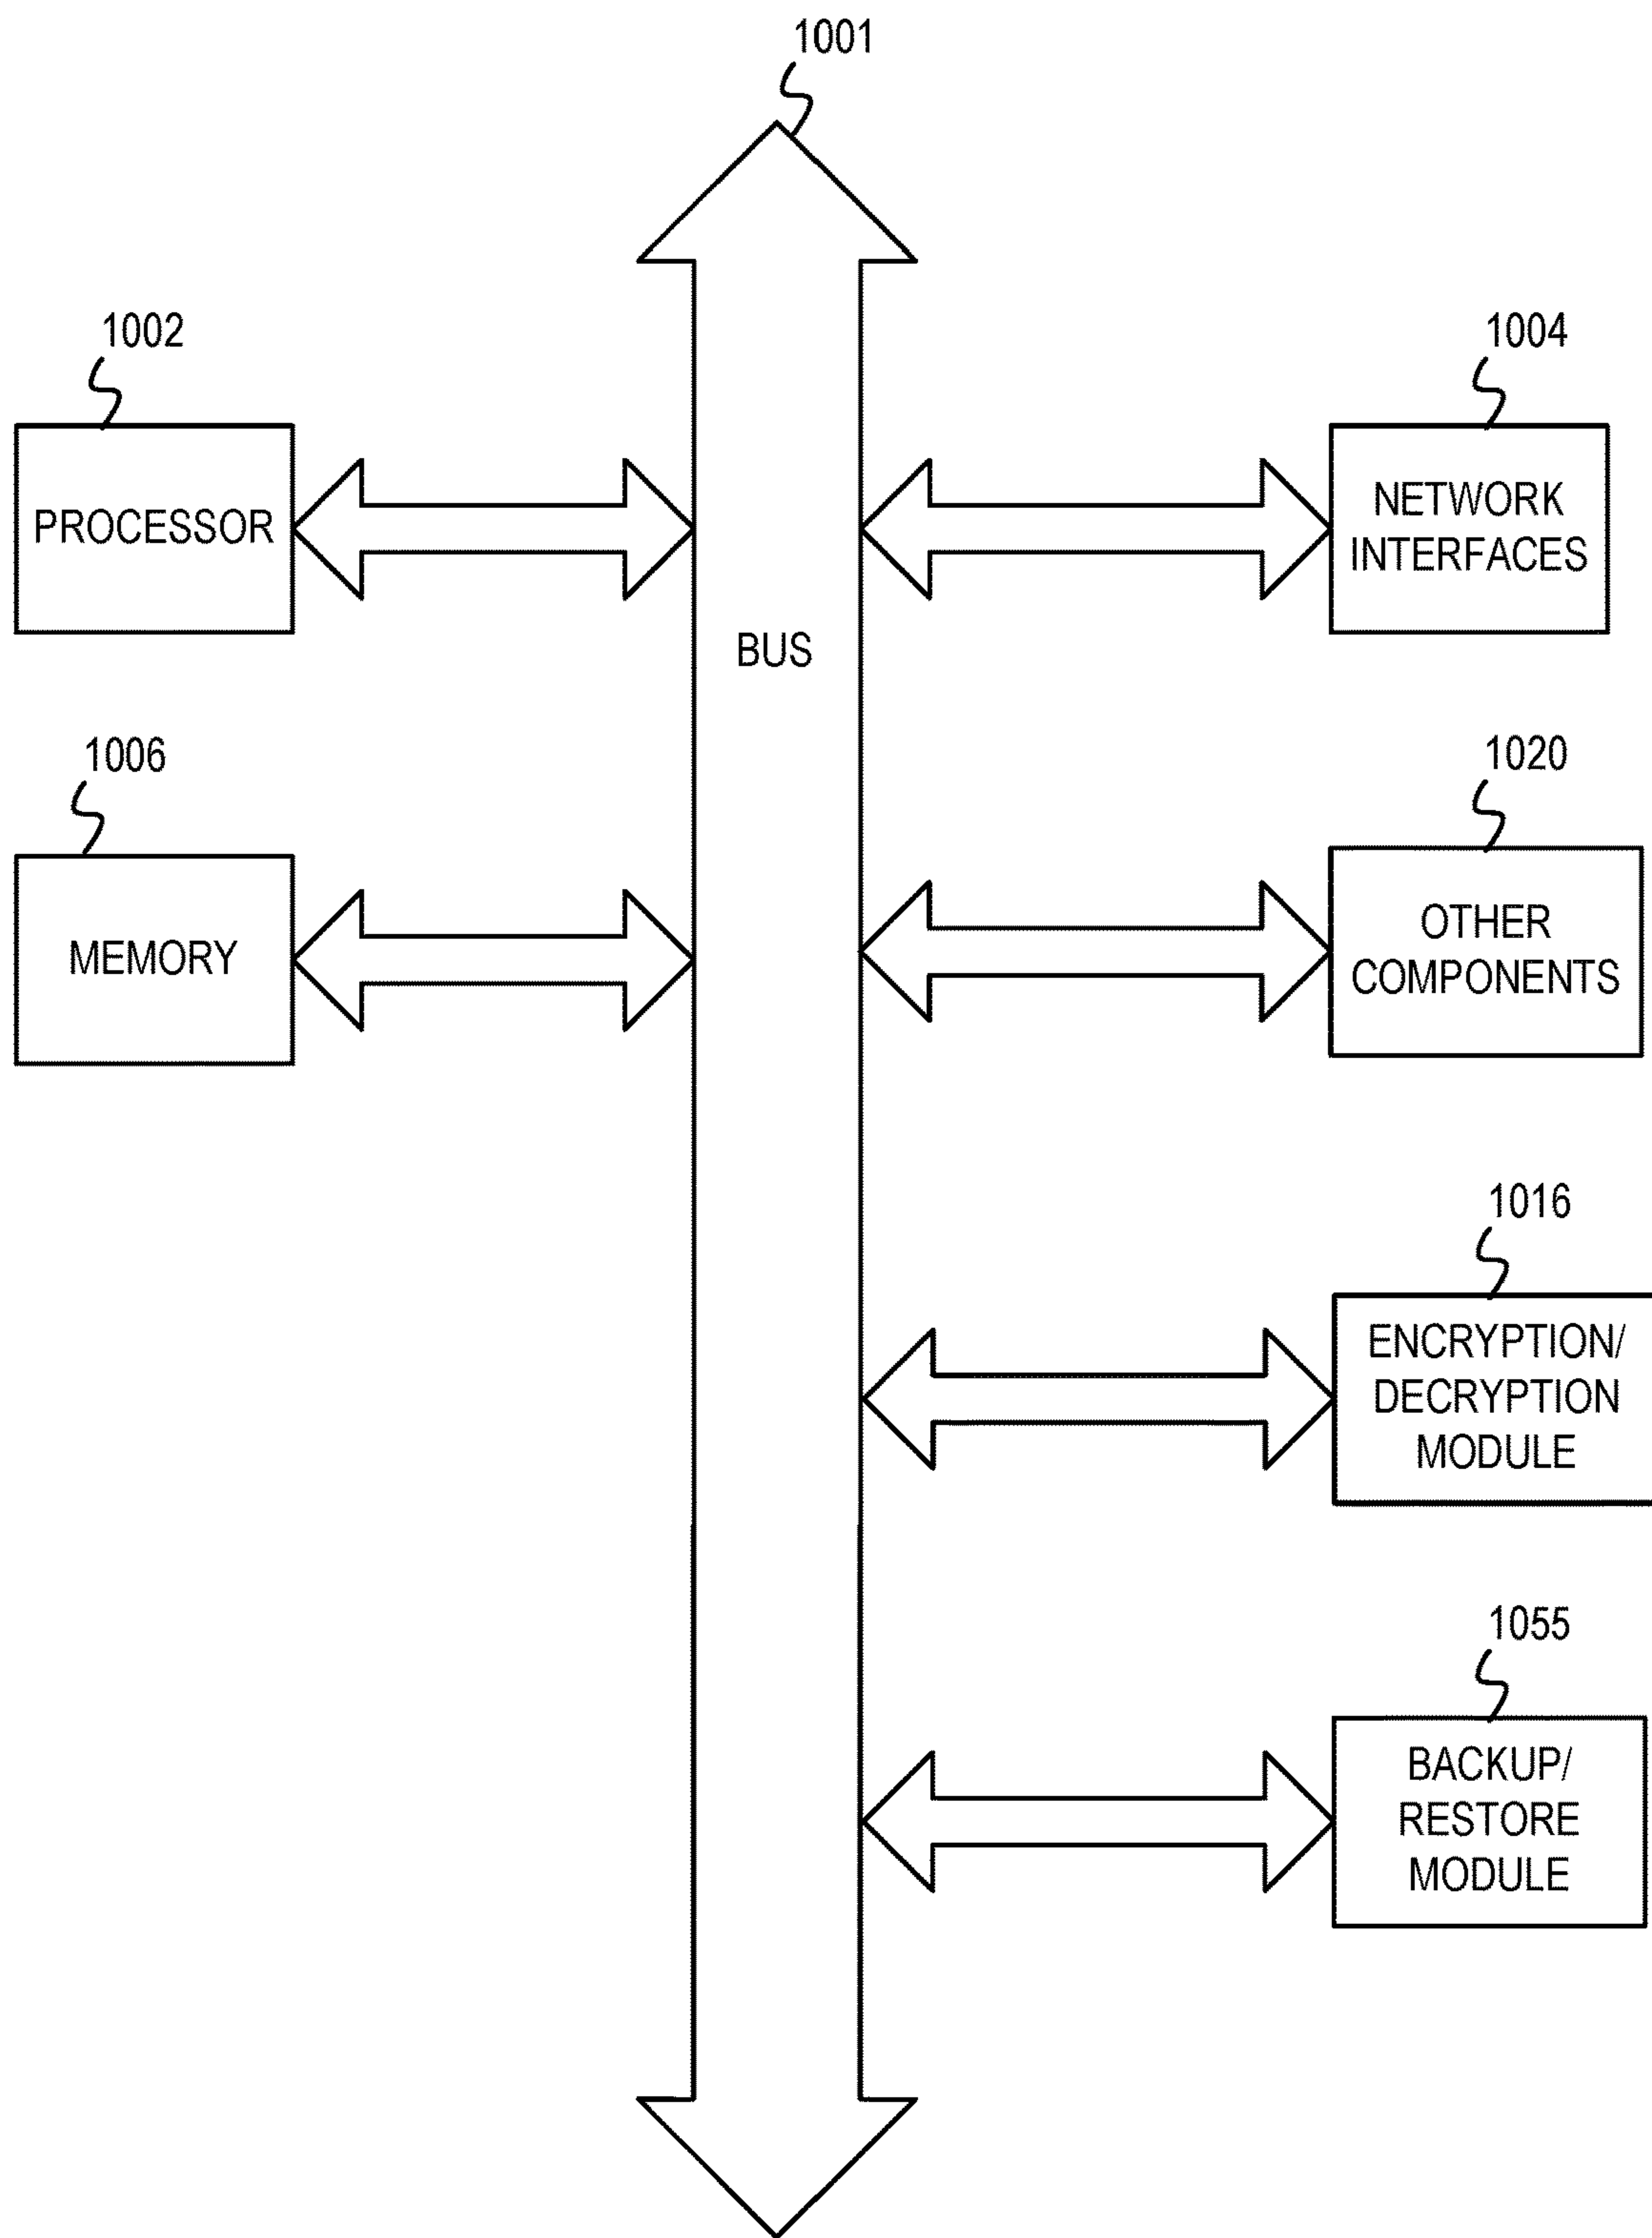 1001
1002
PROCESSOR
1004
NETWORK
INTERFACES
BUS
1006
MEMORY
1020
OTHER
COMPONENTS
1016
ENCRYPTION/
DECRYPTION
MODULE
1055
BACKUP/
RESTORE
MODULE